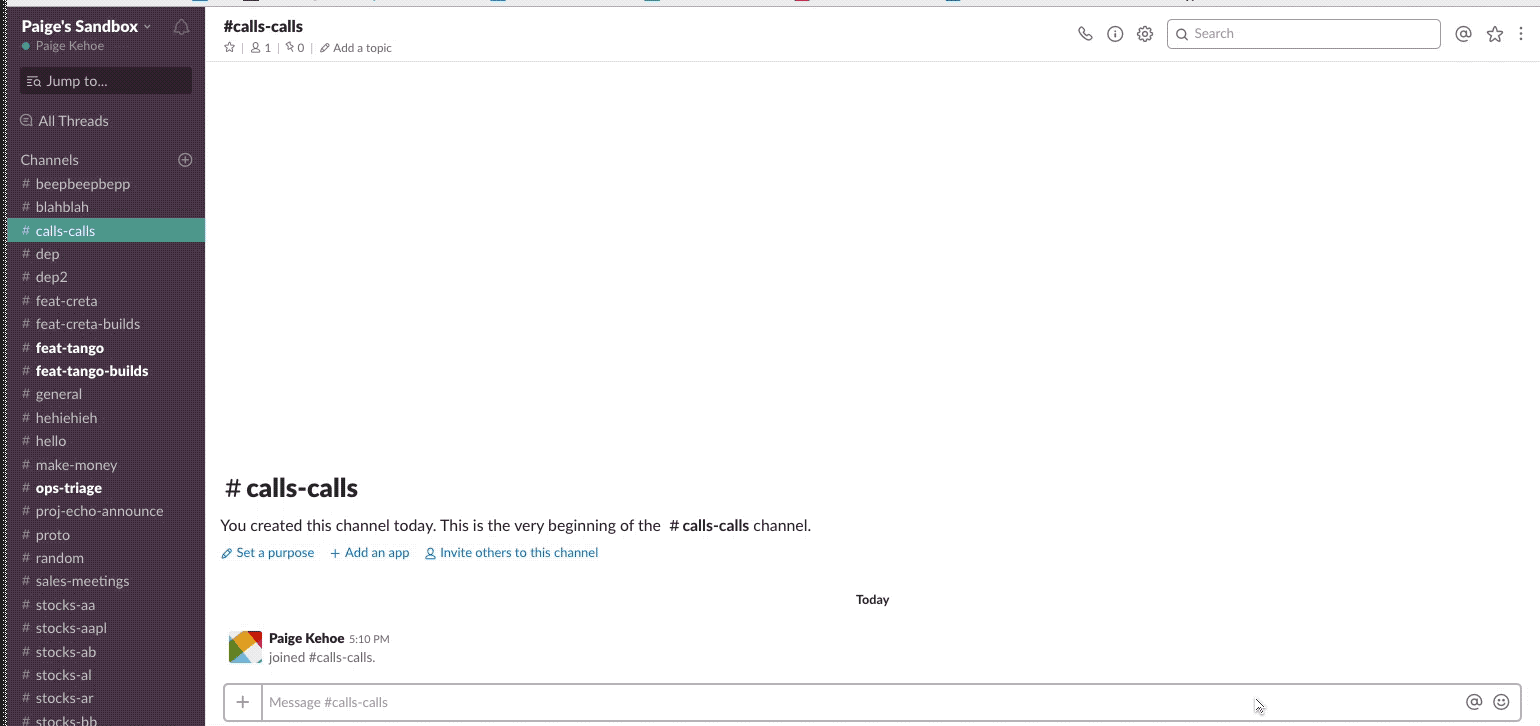 Paige's Sandbox
Paige Kehoe
Jump to...
All Threads
Channels
# beepbeepbepp
# blahblah
# calls-calls
# dep
# dep2
# feat-creta
# feat-creta-builds
# feat-tango
# feat-tango-builds
# general
# hehiehieh
# hello
# make-money
# ops-triage
# proj-echo-announce
# proto
# random
# sales-meetings
# stocks-aa
# stocks-aapl
# stocks-ab
# stocks-al
# stocks-ar
# stocks-bb
#calls-calls
1 | 0 | Add a topic
Search
# calls-calls
You created this channel today. This is the very beginning of the # calls-calls channel.
Set a purpose + Add an app Invite others to this channel
Today
Paige Kehoe 5:10 PM
joined #calls-calls.
Message #calls-calls